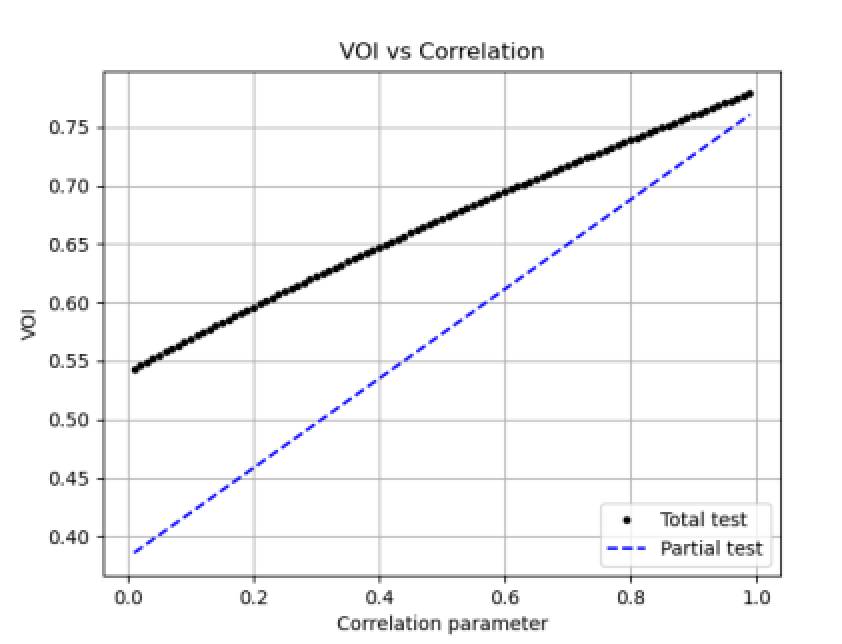 VOI vs Correlation
VOI
0.75
0.70
0.65
0.60
0.55
0.50
0.45
0.40
Total test
Partial test
0.0 0.2 0.4 0.6 0.8 1.0
Correlation parameter